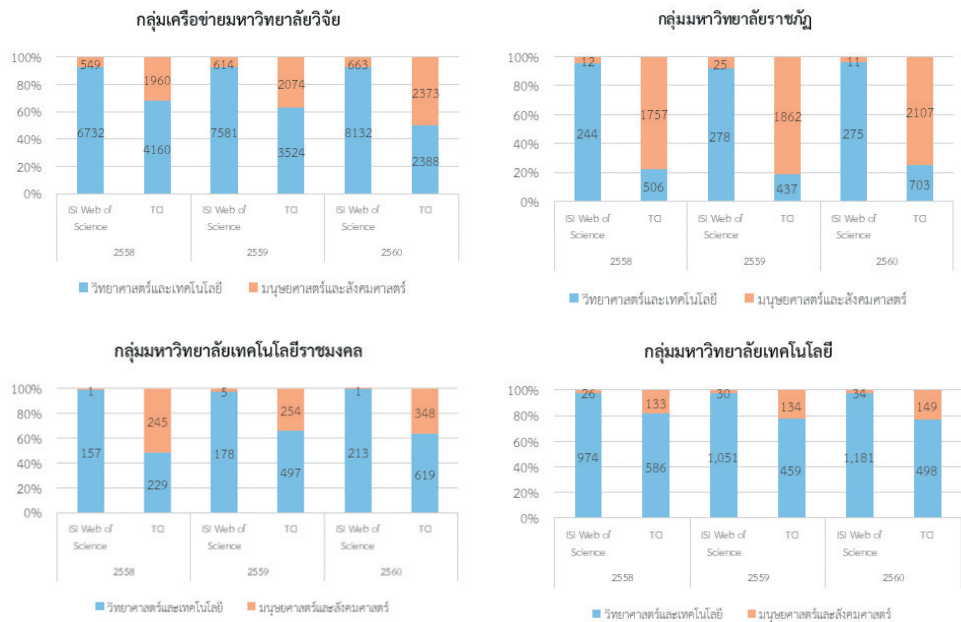 กลุ่มเครือข่ายมหาวิทยาลัยวิจัย
100%
80%
60%
40%
20%
0%
549
1960
614
2074
663
2373
6732
4160
7581
3524
8132
2388
ISI Web of Science
TCI
ISI Web of Science
TCI
ISI Web of Science
TCI
2558
2559
2560
วิทยาศาสตร์และเทคโนโลยี
มนุษยศาสตร์และสังคมศาสตร์
กลุ่มมหาวิทยาลัยราชภัฏ
100%
80%
60%
40%
20%
0%
12
1757
25
1862
11
2107
244
506
278
437
275
703
ISI Web of Science
TCI
ISI Web of Science
TCI
ISI Web of Science
TCI
2558
2559
2560
วิทยาศาสตร์และเทคโนโลยี
มนุษยศาสตร์และสังคมศาสตร์
กลุ่มมหาวิทยาลัยเทคโนโลยีราชมงคล
100%
80%
60%
40%
20%
0%
1
245
5
254
1
348
157
229
178
497
213
619
ISI Web of Science
TCI
ISI Web of Science
TCI
ISI Web of Science
TCI
2558
2559
2560
วิทยาศาสตร์และเทคโนโลยี
มนุษยศาสตร์และสังคมศาสตร์
กลุ่มมหาวิทยาลัยเทคโนโลยี
100%
80%
60%
40%
20%
0%
26
133
30
134
34
149
974
586
1,051
459
1,181
498
ISI Web of Science
TCI
ISI Web of Science
TCI
ISI Web of Science
TCI
2558
2559
2560
วิทยาศาสตร์และเทคโนโลยี
มนุษยศาสตร์และสังคมศาสตร์